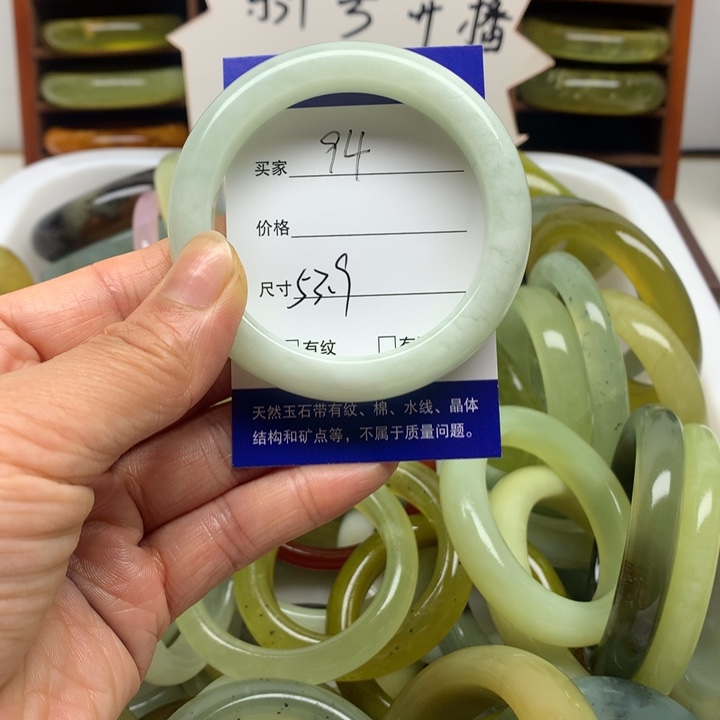 买家 94
价格
尺寸 53.9
有纹
天然玉石带有纹、棉、水线、晶体
结构和矿点等，不属于质量问题。